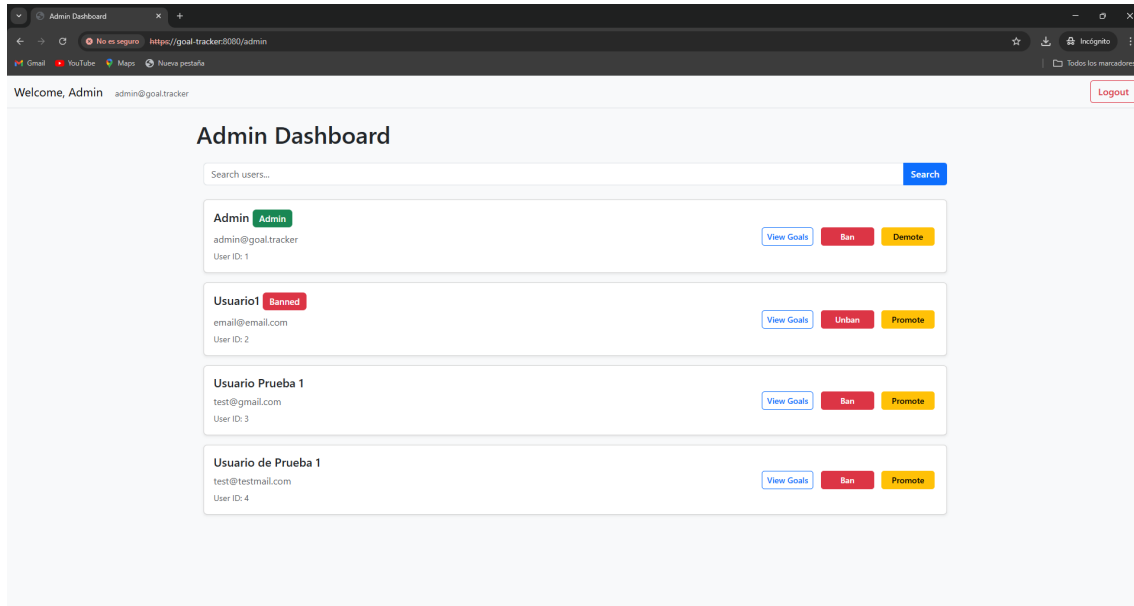 Admin Dashboard
No es seguro https://goal-tracker:8080/admin
Incógnito
Gmail YouTube Maps Nueva pestaña
Todos los marcadores
Welcome, Admin admin@goal.tracker
Logout
Admin Dashboard
Search users...
Search
Admin Admin
admin@goal.tracker
User ID: 1
View Goals Ban Demote
Usuario1 Banned
email@email.com
User ID: 2
View Goals Unban Promote
Usuario Prueba 1
test@gmail.com
User ID: 3
View Goals Ban Promote
Usuario de Prueba 1
test@testmail.com
User ID: 4
View Goals Ban Promote